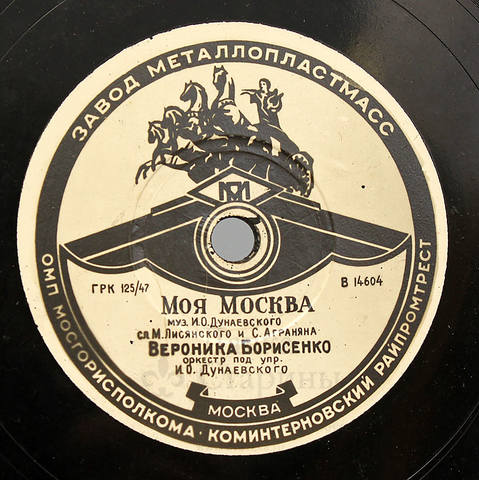 ЗАВОД МЕТАЛЛОПЛАСТМАСС
ГРК 125/47
В 14604
МОЯ МОСКВА
МУЗ. И.О.ДУНАЕВСКОГО
СЛ. М.ЛИСЯНСКОГО И С. АГРАНЯНА
ВЕРОНИКА БОРИСЕНКО
ОРКЕСТР ПОД УПР.
И.О. ДУНАЕВСКОГО
МОСКВА
ОМП МОСГОРИСПОЛКОМА · КОМИНТЕРНОВСКИЙ РАЙПРОМТРЕСТ